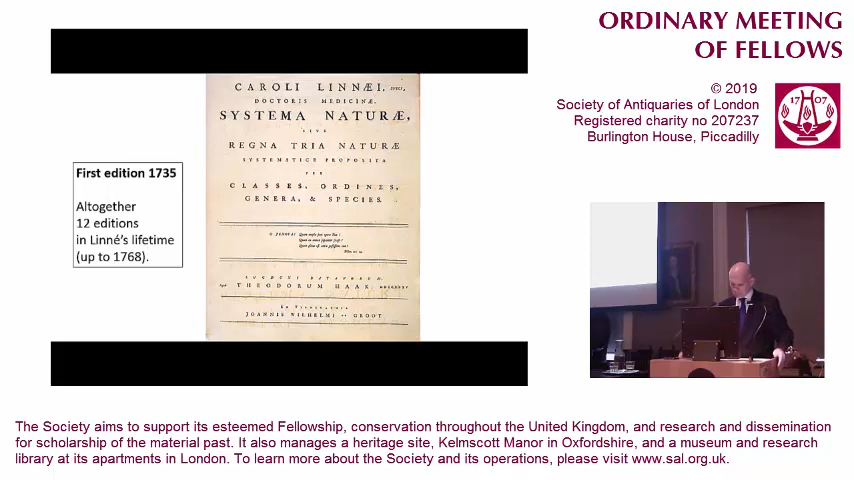 ORDINARY MEETING
OF FELLOWS
© 2019
Society of Antiquaries of London
Registered charity no 207237
Burlington House, Piccadilly
17 07
First edition 1735
Altogether
12 editions
in Linné's lifetime
(up to 1768).
CAROLI LINNÆI,
DOCTORIS MEDICINÆ,
SYSTEMA NATURÆ,
SIVE
REGNA TRIA NATURÆ
SYSTEMATICE PROPOSITA
PER
CLASSES, ORDINES,
GENERA, & SPECIES.
O JEHOVA!
THEODORUM HAAK,
JOANNIS WILHELMI DE GROOT
The Society aims to support its esteemed Fellowship, conservation throughout the United Kingdom, and research and dissemination
for scholarship of the material past. It also manages a heritage site, Kelmscott Manor in Oxfordshire, and a museum and research
library at its apartments in London. To learn more about the Society and its operations, please visit www.sal.org.uk.